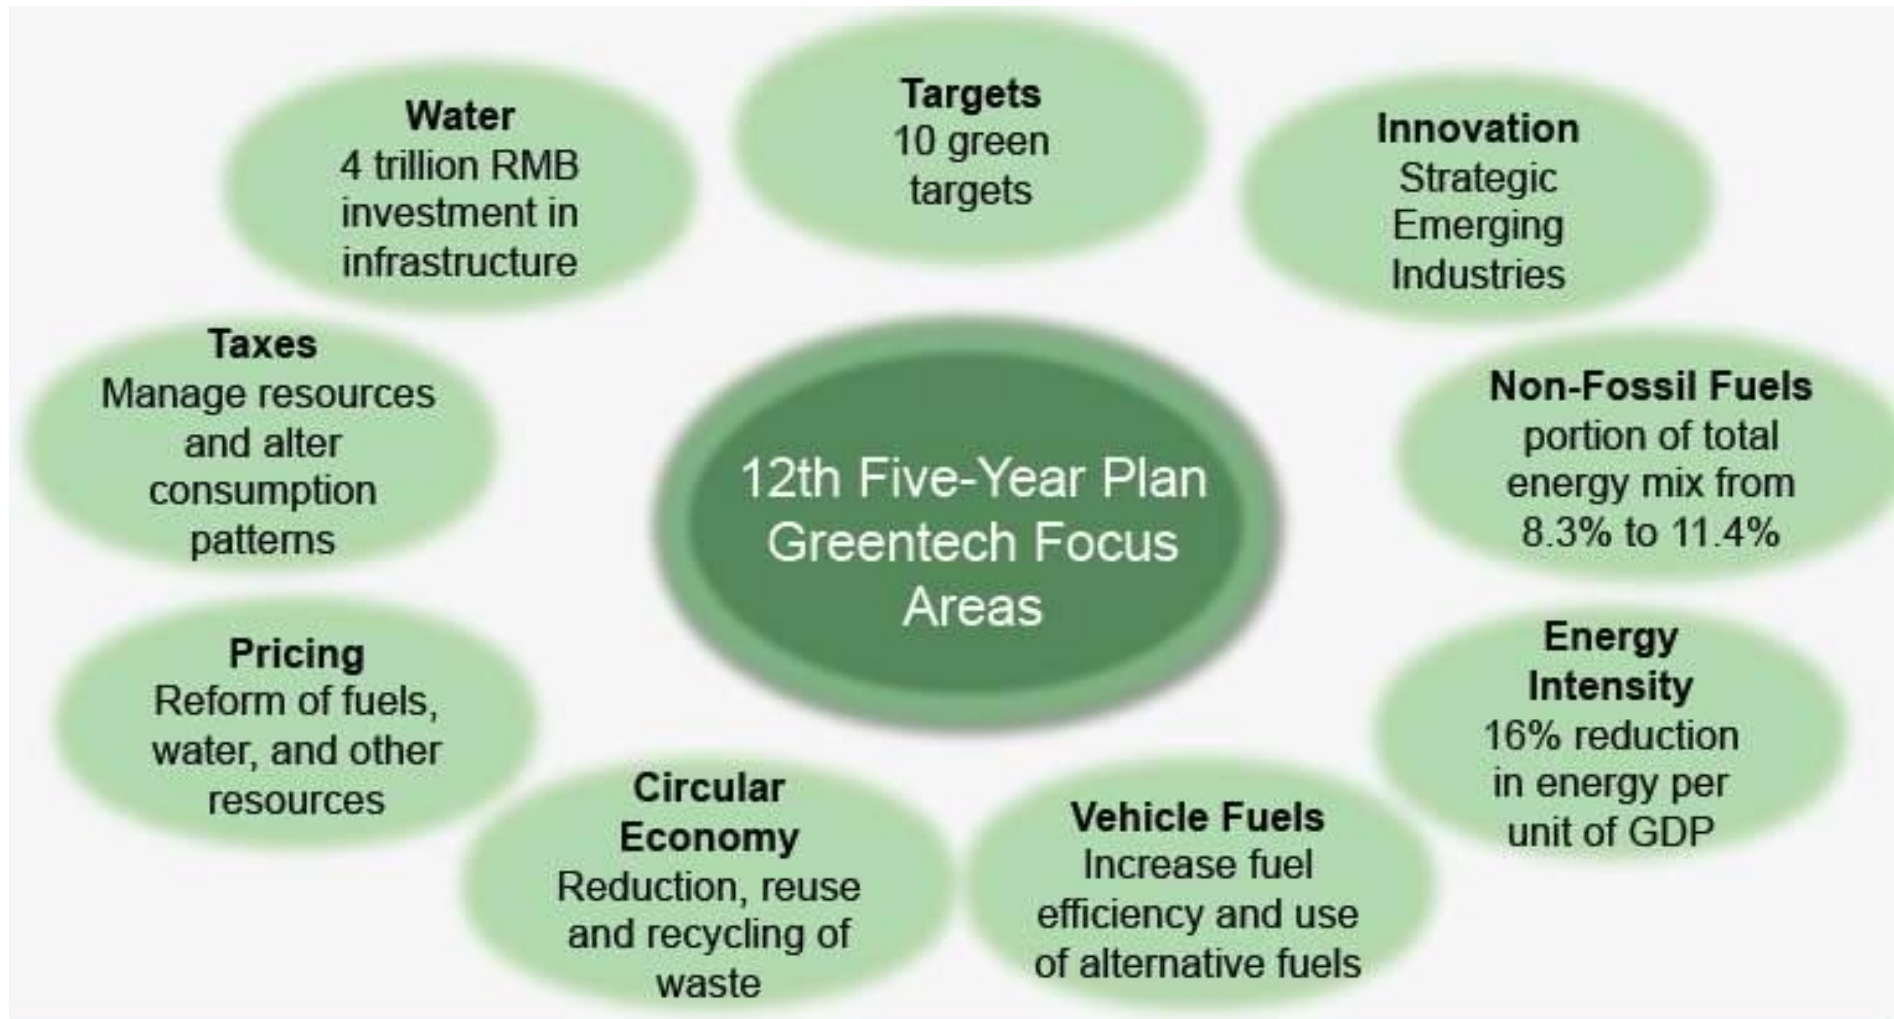 Targets
10 green
targets
Innovation
Strategic
Emerging
Industries
Non-Fossil Fuels
portion of total
energy mix from
8.3% to 11.4%
Energy
Intensity
16% reduction
in energy per
unit of GDP
Vehicle Fuels
Increase fuel
efficiency and use
of alternative fuels
Circular
Economy
Reduction, reuse
and recycling of
waste
Pricing
Reform of fuels,
water, and other
resources
Taxes
Manage resources
and alter
consumption
patterns
Water
4 trillion RMB
investment in
infrastructure
12th Five-Year Plan
Greentech Focus
Areas